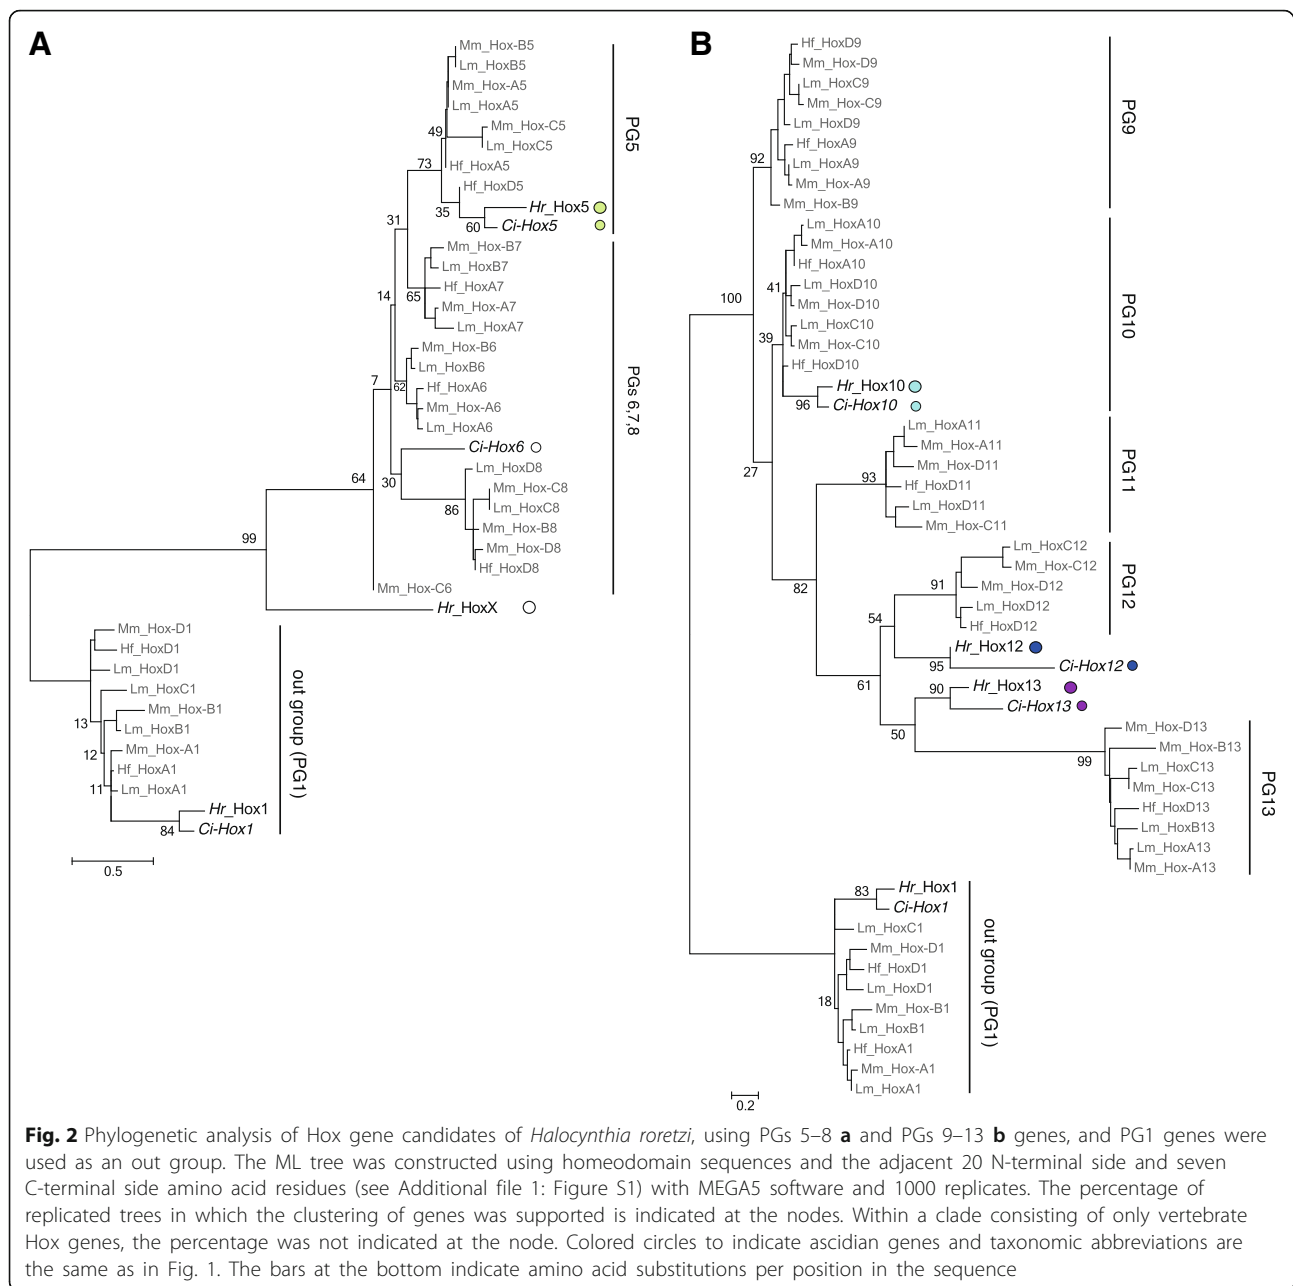 A
Mm_Hox-B5
Lm_HoxB5
Mm_Hox-A5
Lm_HoxA5
Mm_Hox-C5
49
Lm_HoxC5
73
Hf_HoxA5
Hf_HoxD5
35
Hr_Hox5
60
Ci-Hox5
PG5
31
Mm_Hox-B7
Lm_HoxB7
14
65
Hf_HoxA7
Mm_Hox-A7
Lm_HoxA7
Mm_Hox-B6
Lm_HoxB6
7
62
Hf_HoxA6
Mm_Hox-A6
Lm_HoxA6
PGs 6,7,8
Ci-Hox6
64
30
Lm_HoxD8
Mm_Hox-C8
86
Lm_HoxC8
Mm_Hox-B8
99
Mm_Hox-D8
Hf_HoxD8
Mm_Hox-C6
Hr_HoxX
Mm_Hox-D1
Hf_HoxD1
Lm_HoxD1
Lm_HoxC1
Mm_Hox-B1
13
Lm_HoxB1
12
Mm_Hox-A1
Hf_HoxA1
11
Lm_HoxA1
Hr_Hox1
84
Ci-Hox1
out group (PG1)
0.5
B
Hf_HoxD9
Mm_Hox-D9
Lm_HoxC9
Mm_Hox-C9
Lm_HoxD9
Hf_HoxA9
92
Lm_HoxA9
Mm_Hox-A9
Mm_Hox-B9
PG9
Lm_HoxA10
Mm_Hox-A10
Hf_HoxA10
41
Lm_HoxD10
100
Mm_Hox-D10
Lm_HoxC10
39
Mm_Hox-C10
Hf_HoxD10
Hr_Hox10
96
Ci-Hox10
PG10
Lm_HoxA11
Mm_Hox-A11
27
Mm_Hox-D11
93
Hf_HoxD11
Lm_HoxD11
Mm_Hox-C11
PG11
Lm_HoxC12
Mm_Hox-C12
82
91
Mm_Hox-D12
Lm_HoxD12
54
Hf_HoxD12
PG12
Hr_Hox12
95
Ci-Hox12
61
90
Hr_Hox13
Ci-Hox13
50
Mm_Hox-D13
Mm_Hox-B13
99
Lm_HoxC13
Mm_Hox-C13
Hf_HoxD13
Lm_HoxB13
Lm_HoxA13
Mm_Hox-A13
PG13
83
Hr_Hox1
Ci-Hox1
Lm_HoxC1
Mm_Hox-D1
Hf_HoxD1
Lm_HoxD1
18
Mm_Hox-B1
Lm_HoxB1
Hf_HoxA1
Mm_Hox-A1
Lm_HoxA1
out group (PG1)
0.2
Fig. 2 Phylogenetic analysis of Hox gene candidates of Halocynthia roretzi, using PGs 5–8 a and PGs 9–13 b genes, and PG1 genes were
used as an out group. The ML tree was constructed using homeodomain sequences and the adjacent 20 N-terminal side and seven
C-terminal side amino acid residues (see Additional file 1: Figure S1) with MEGA5 software and 1000 replicates. The percentage of
replicated trees in which the clustering of genes was supported is indicated at the nodes. Within a clade consisting of only vertebrate
Hox genes, the percentage was not indicated at the node. Colored circles to indicate ascidian genes and taxonomic abbreviations are
the same as in Fig. 1. The bars at the bottom indicate amino acid substitutions per position in the sequence